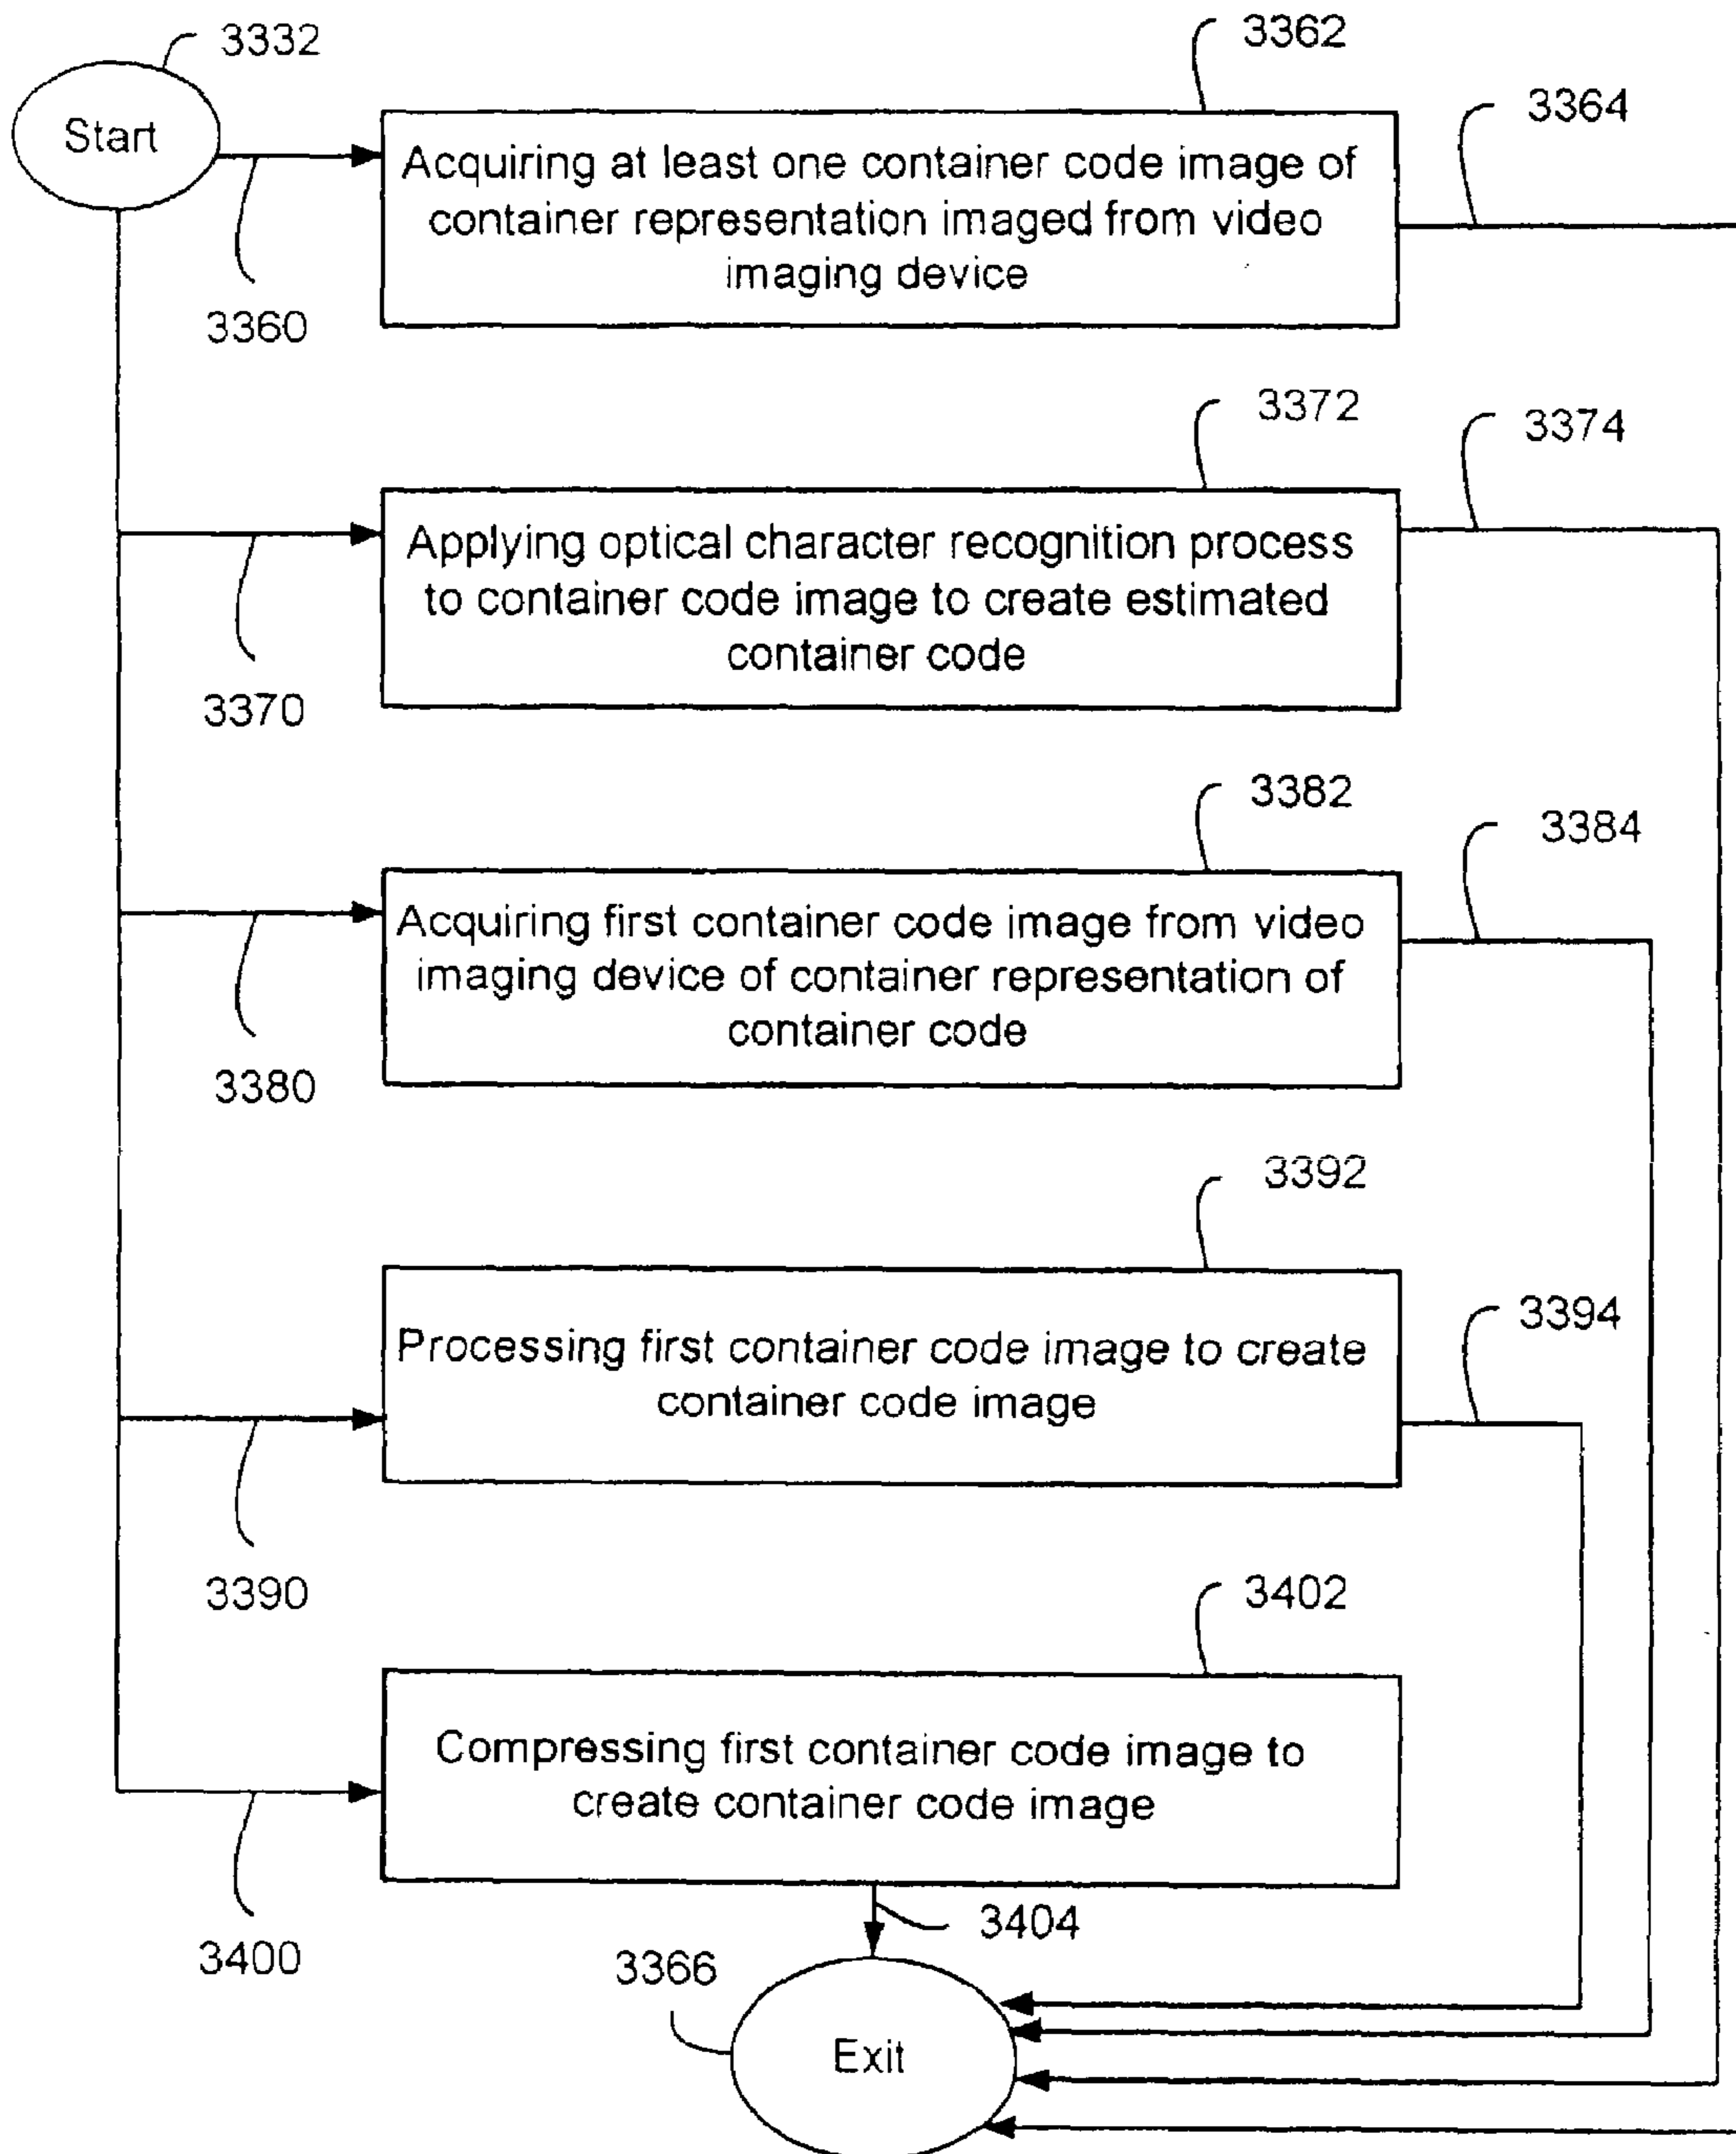 3332
3362
Start
3364
Acquiring at least one container code image of
container representation imaged from video
imaging device
3360
3372
3374
Applying optical character recognition process
to container code image to create estimated
container code
3370
3382
3384
Acquiring first container code image from video
imaging device of container representation of
container code
3380
3392
3394
Processing first container code image to create
container code image
3390
3402
Compressing first container code image to
create container code image
3404
3400
3366
Exit